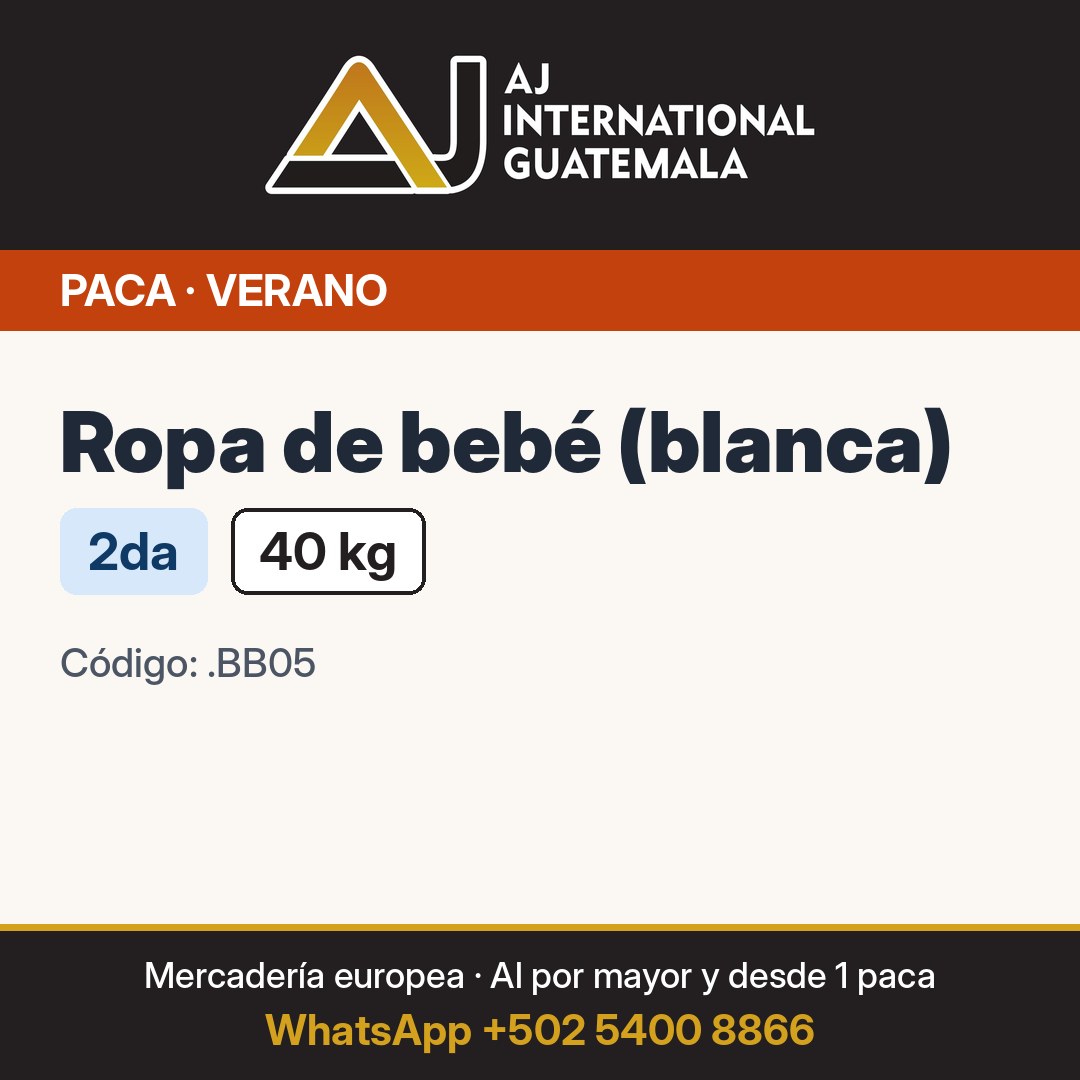 AJ
AJ
INTERNATIONAL
GUATEMALA
PACA · VERANO
Ropa de bebé (blanca)
2da
40 kg
Código: .BB05
Mercadería europea · Al por mayor y desde 1 paca
WhatsApp +502 5400 8866